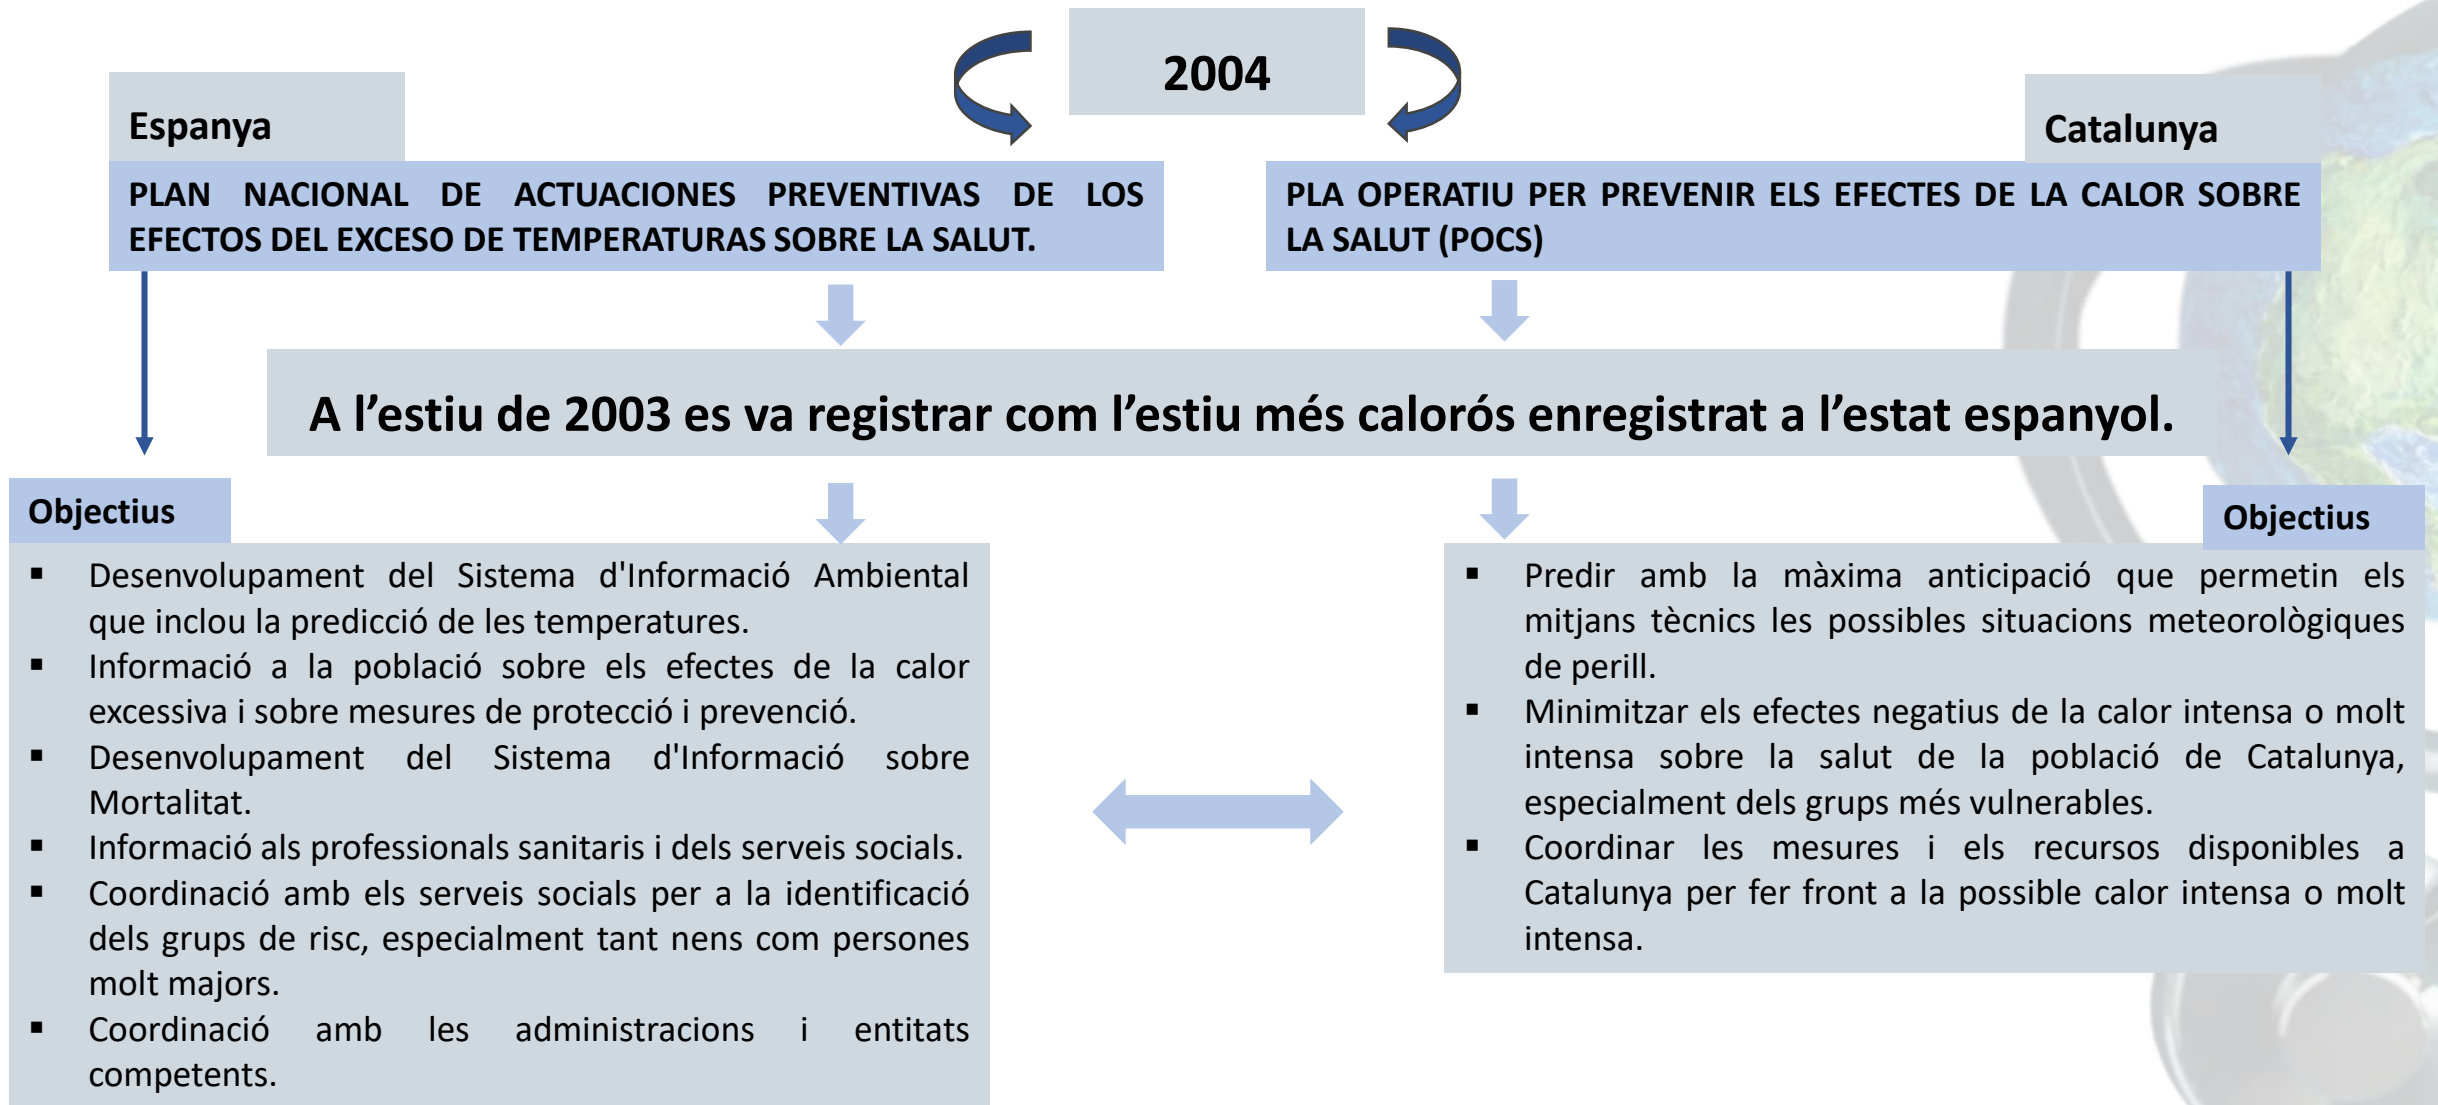 2004
Espanya
PLAN NACIONAL DE ACTUACIONES PREVENTIVAS DE LOS
EFECTOS DEL EXCESO DE TEMPERATURAS SOBRE LA SALUT.
Catalunya
PLA OPERATIU PER PREVENIR ELS EFECTES DE LA CALOR SOBRE
LA SALUT (POCS)
A l’estiu de 2003 es va registrar com l’estiu més calorós enregistrat a l’estat espanyol.
Objectius
▪ Desenvolupament del Sistema d'Informació Ambiental
que inclou la predicció de les temperatures.
▪ Informació a la població sobre els efectes de la calor
excessiva i sobre mesures de protecció i prevenció.
▪ Desenvolupament del Sistema d'Informació sobre
Mortalitat.
▪ Informació als professionals sanitaris i dels serveis socials.
▪ Coordinació amb els serveis socials per a la identificació
dels grups de risc, especialment tant nens com persones
molt majors.
▪ Coordinació amb les administracions i entitats
competents.
Objectius
▪ Predir amb la màxima anticipació que permetin els
mitjans tècnics les possibles situacions meteorològiques
de perill.
▪ Minimitzar els efectes negatius de la calor intensa o molt
intensa sobre la salut de la població de Catalunya,
especialment dels grups més vulnerables.
▪ Coordinar les mesures i els recursos disponibles a
Catalunya per fer front a la possible calor intensa o molt
intensa.